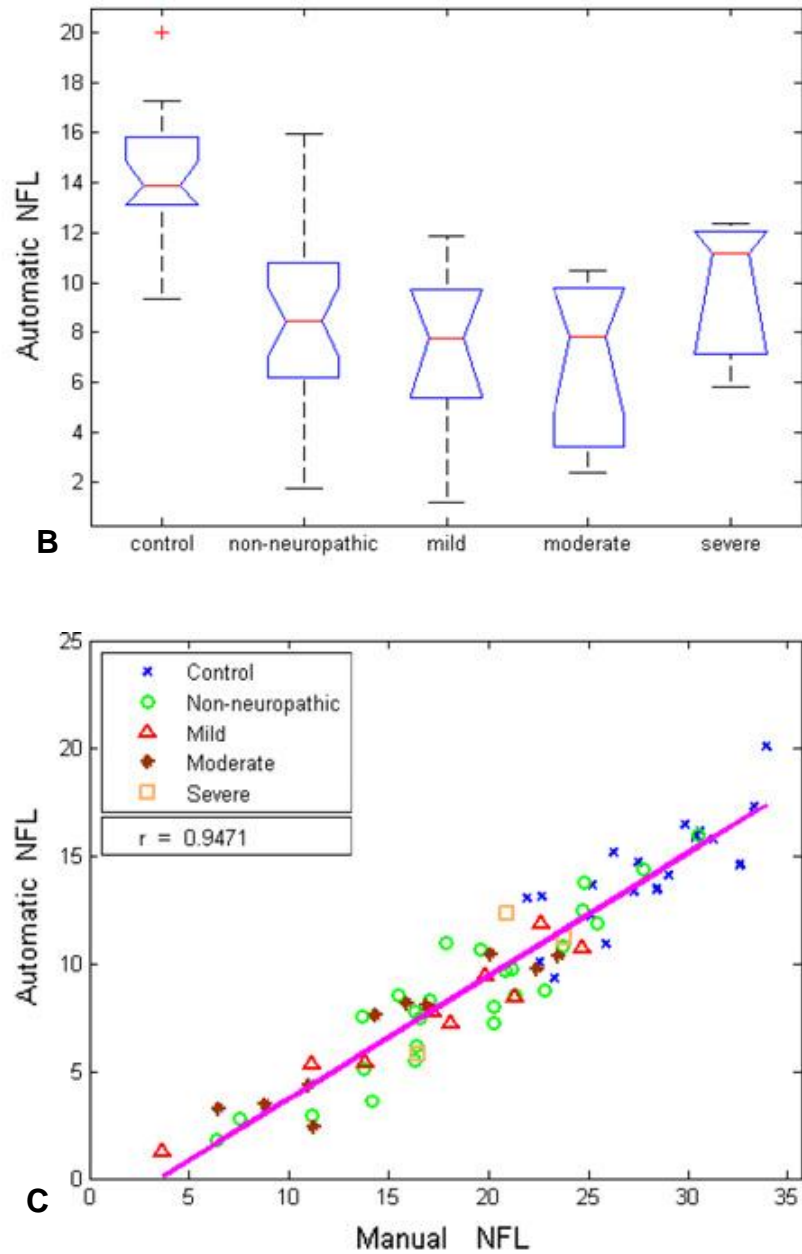 20
18
16
14
12
10
8
6
4
2
Automatic NFL
B
control non-neuropathic mild moderate severe
25
20
15
10
5
0
Automatic NFL
Control
Non-neuropathic
Mild
Moderate
Severe
r = 0.9471
C
0 5 10 15 20 25 30 35
Manual NFL